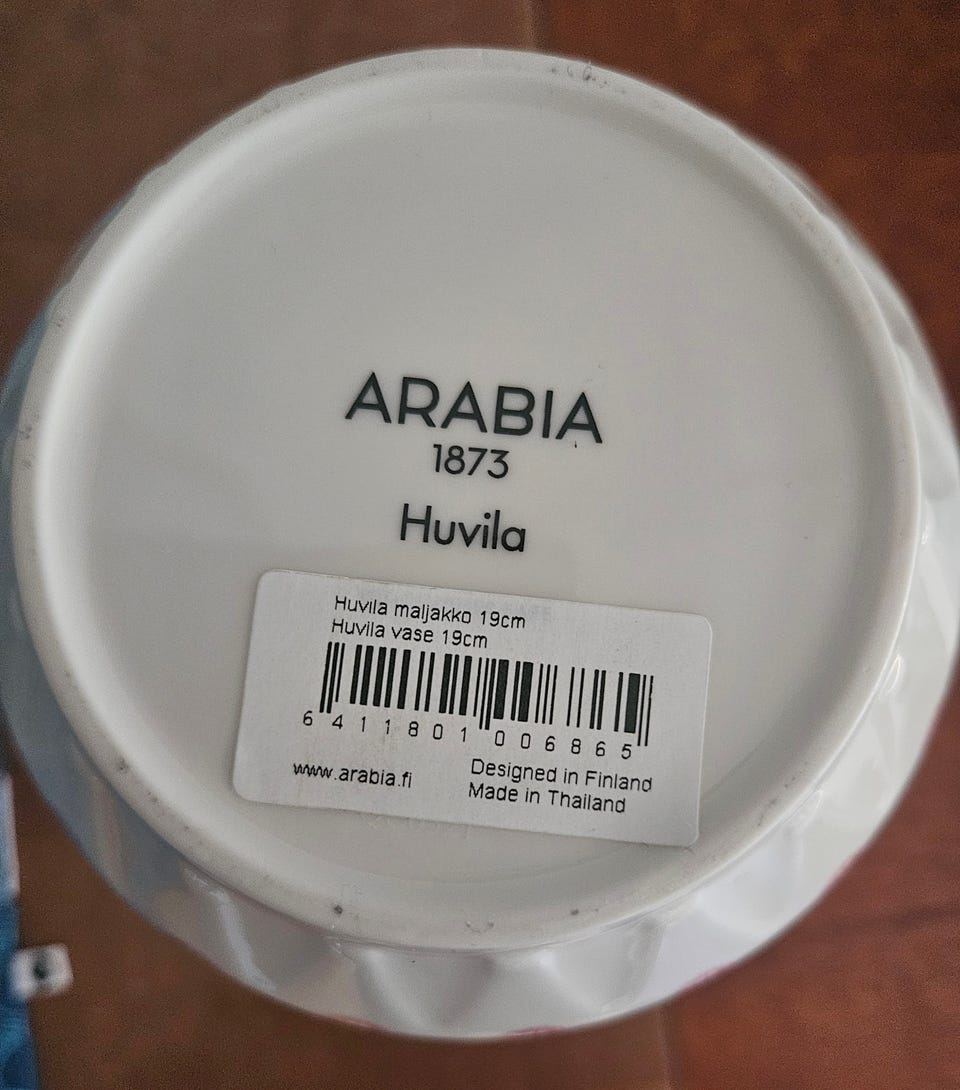 ARABIA
1873
Huvila
Huvila maljakko 19cm
Huvila vase 19cm
6 411801 006865
www.arabia.fi
Designed in Finland
Made in Thailand